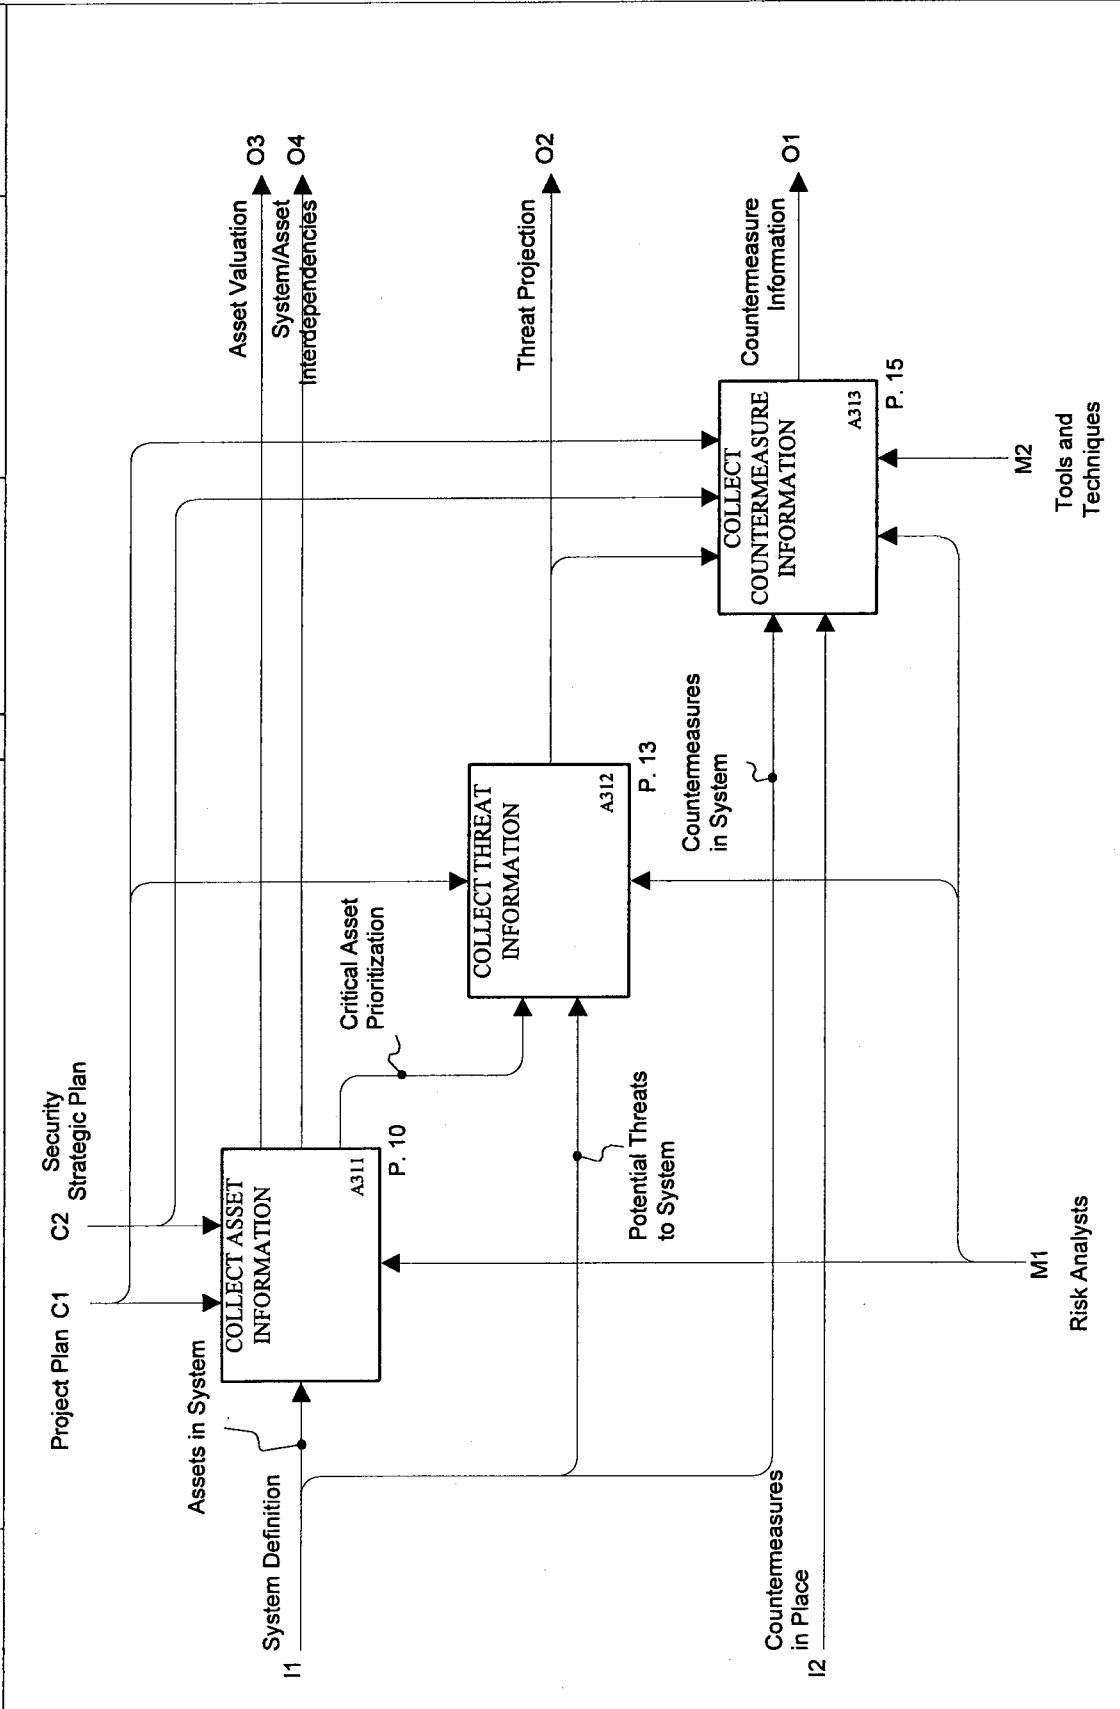 Project Plan C1
C2
Security
Strategic Plan
Assets in System
System Definition
I1
COLLECT ASSET
INFORMATION
A311
P. 10
Asset Valuation
O3
System/Asset
Interdependencies
O4
Critical Asset
Prioritization
COLLECT THREAT
INFORMATION
A312
P. 13
Threat Projection
O2
Potential Threats
to System
Countermeasures
in System
COLLECT
COUNTERMEASURE
INFORMATION
A313
P. 15
Countermeasure
Information
O1
Countermeasures
in Place
I2
M1
Risk Analysts
M2
Tools and
Techniques